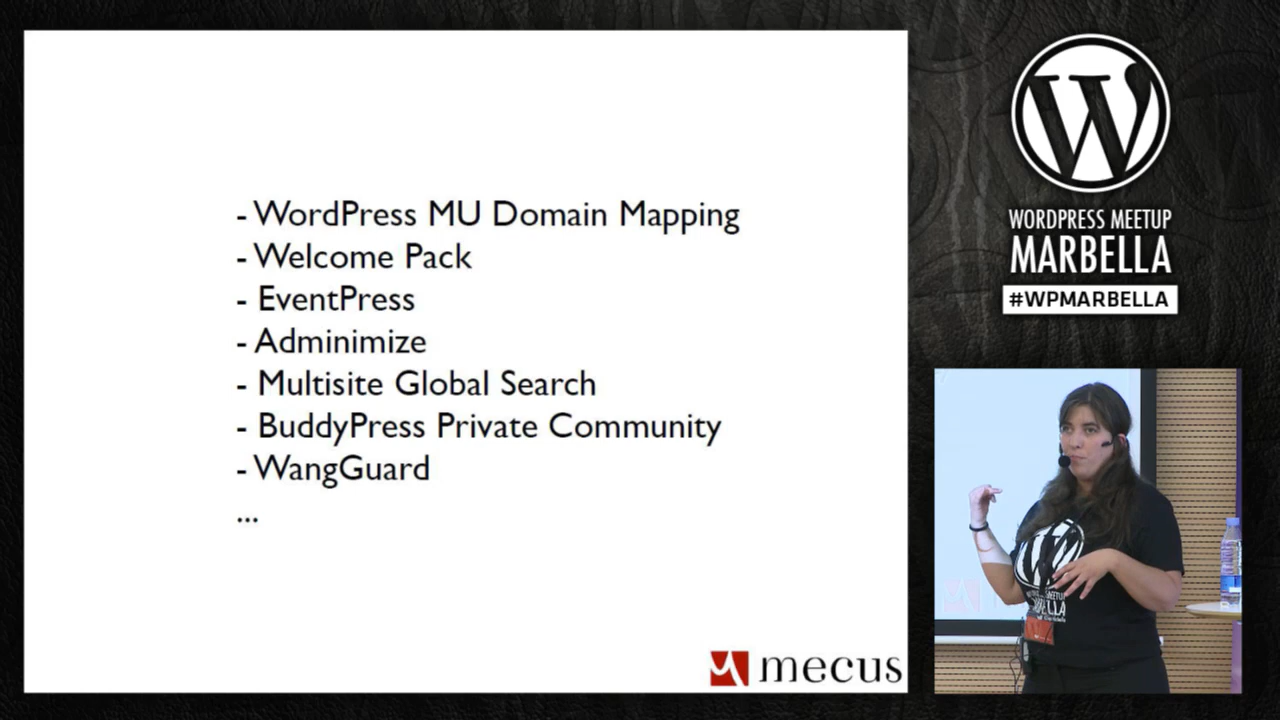 - WordPress MU Domain Mapping
- Welcome Pack
- EventPress
- Adminimize
- Multisite Global Search
- BuddyPress Private Community
- WangGuard
...
mecus
W
WORDPRESS MEETUP
MARBELLA
#WPMARBELLA